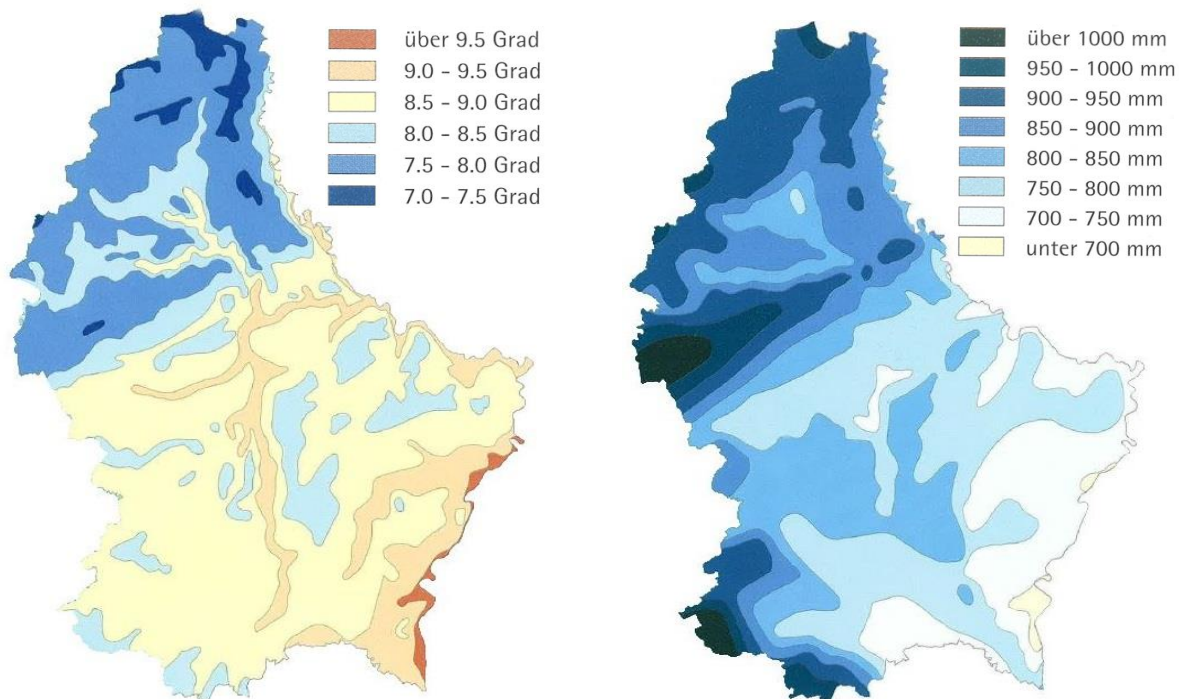 über 9.5 Grad
9.0 - 9.5 Grad
8.5 - 9.0 Grad
8.0 - 8.5 Grad
7.5 - 8.0 Grad
7.0 - 7.5 Grad
über 1000 mm
950 - 1000 mm
900 - 950 mm
850 - 900 mm
800 - 850 mm
750 - 800 mm
700 - 750 mm
unter 700 mm